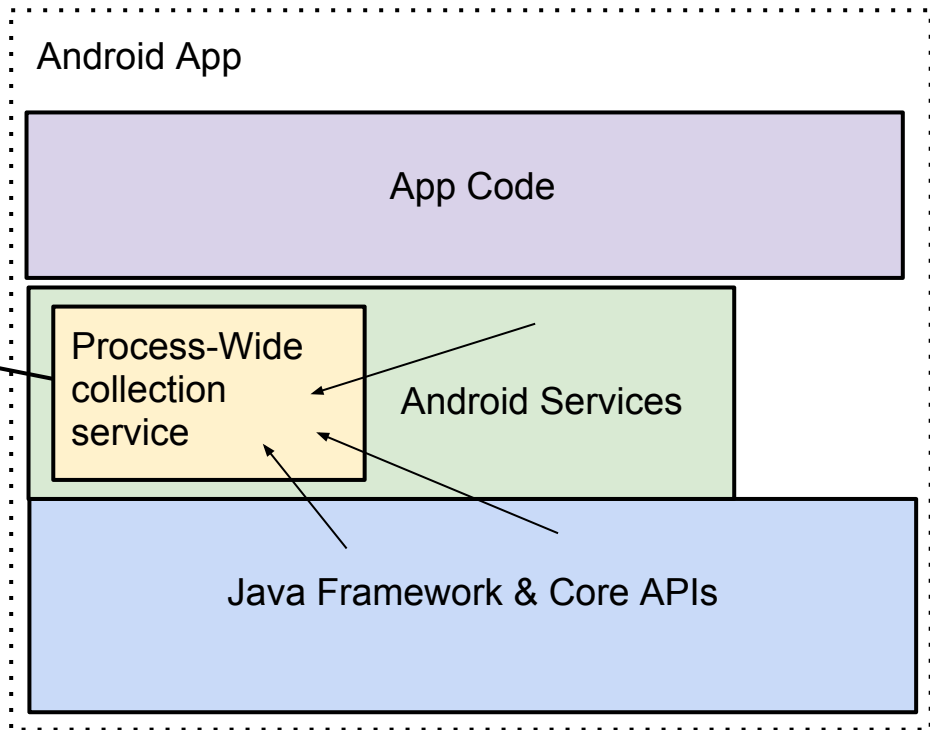 Android App
App Code
Process-Wide
collection
service
Android Services
Java Framework & Core APIs